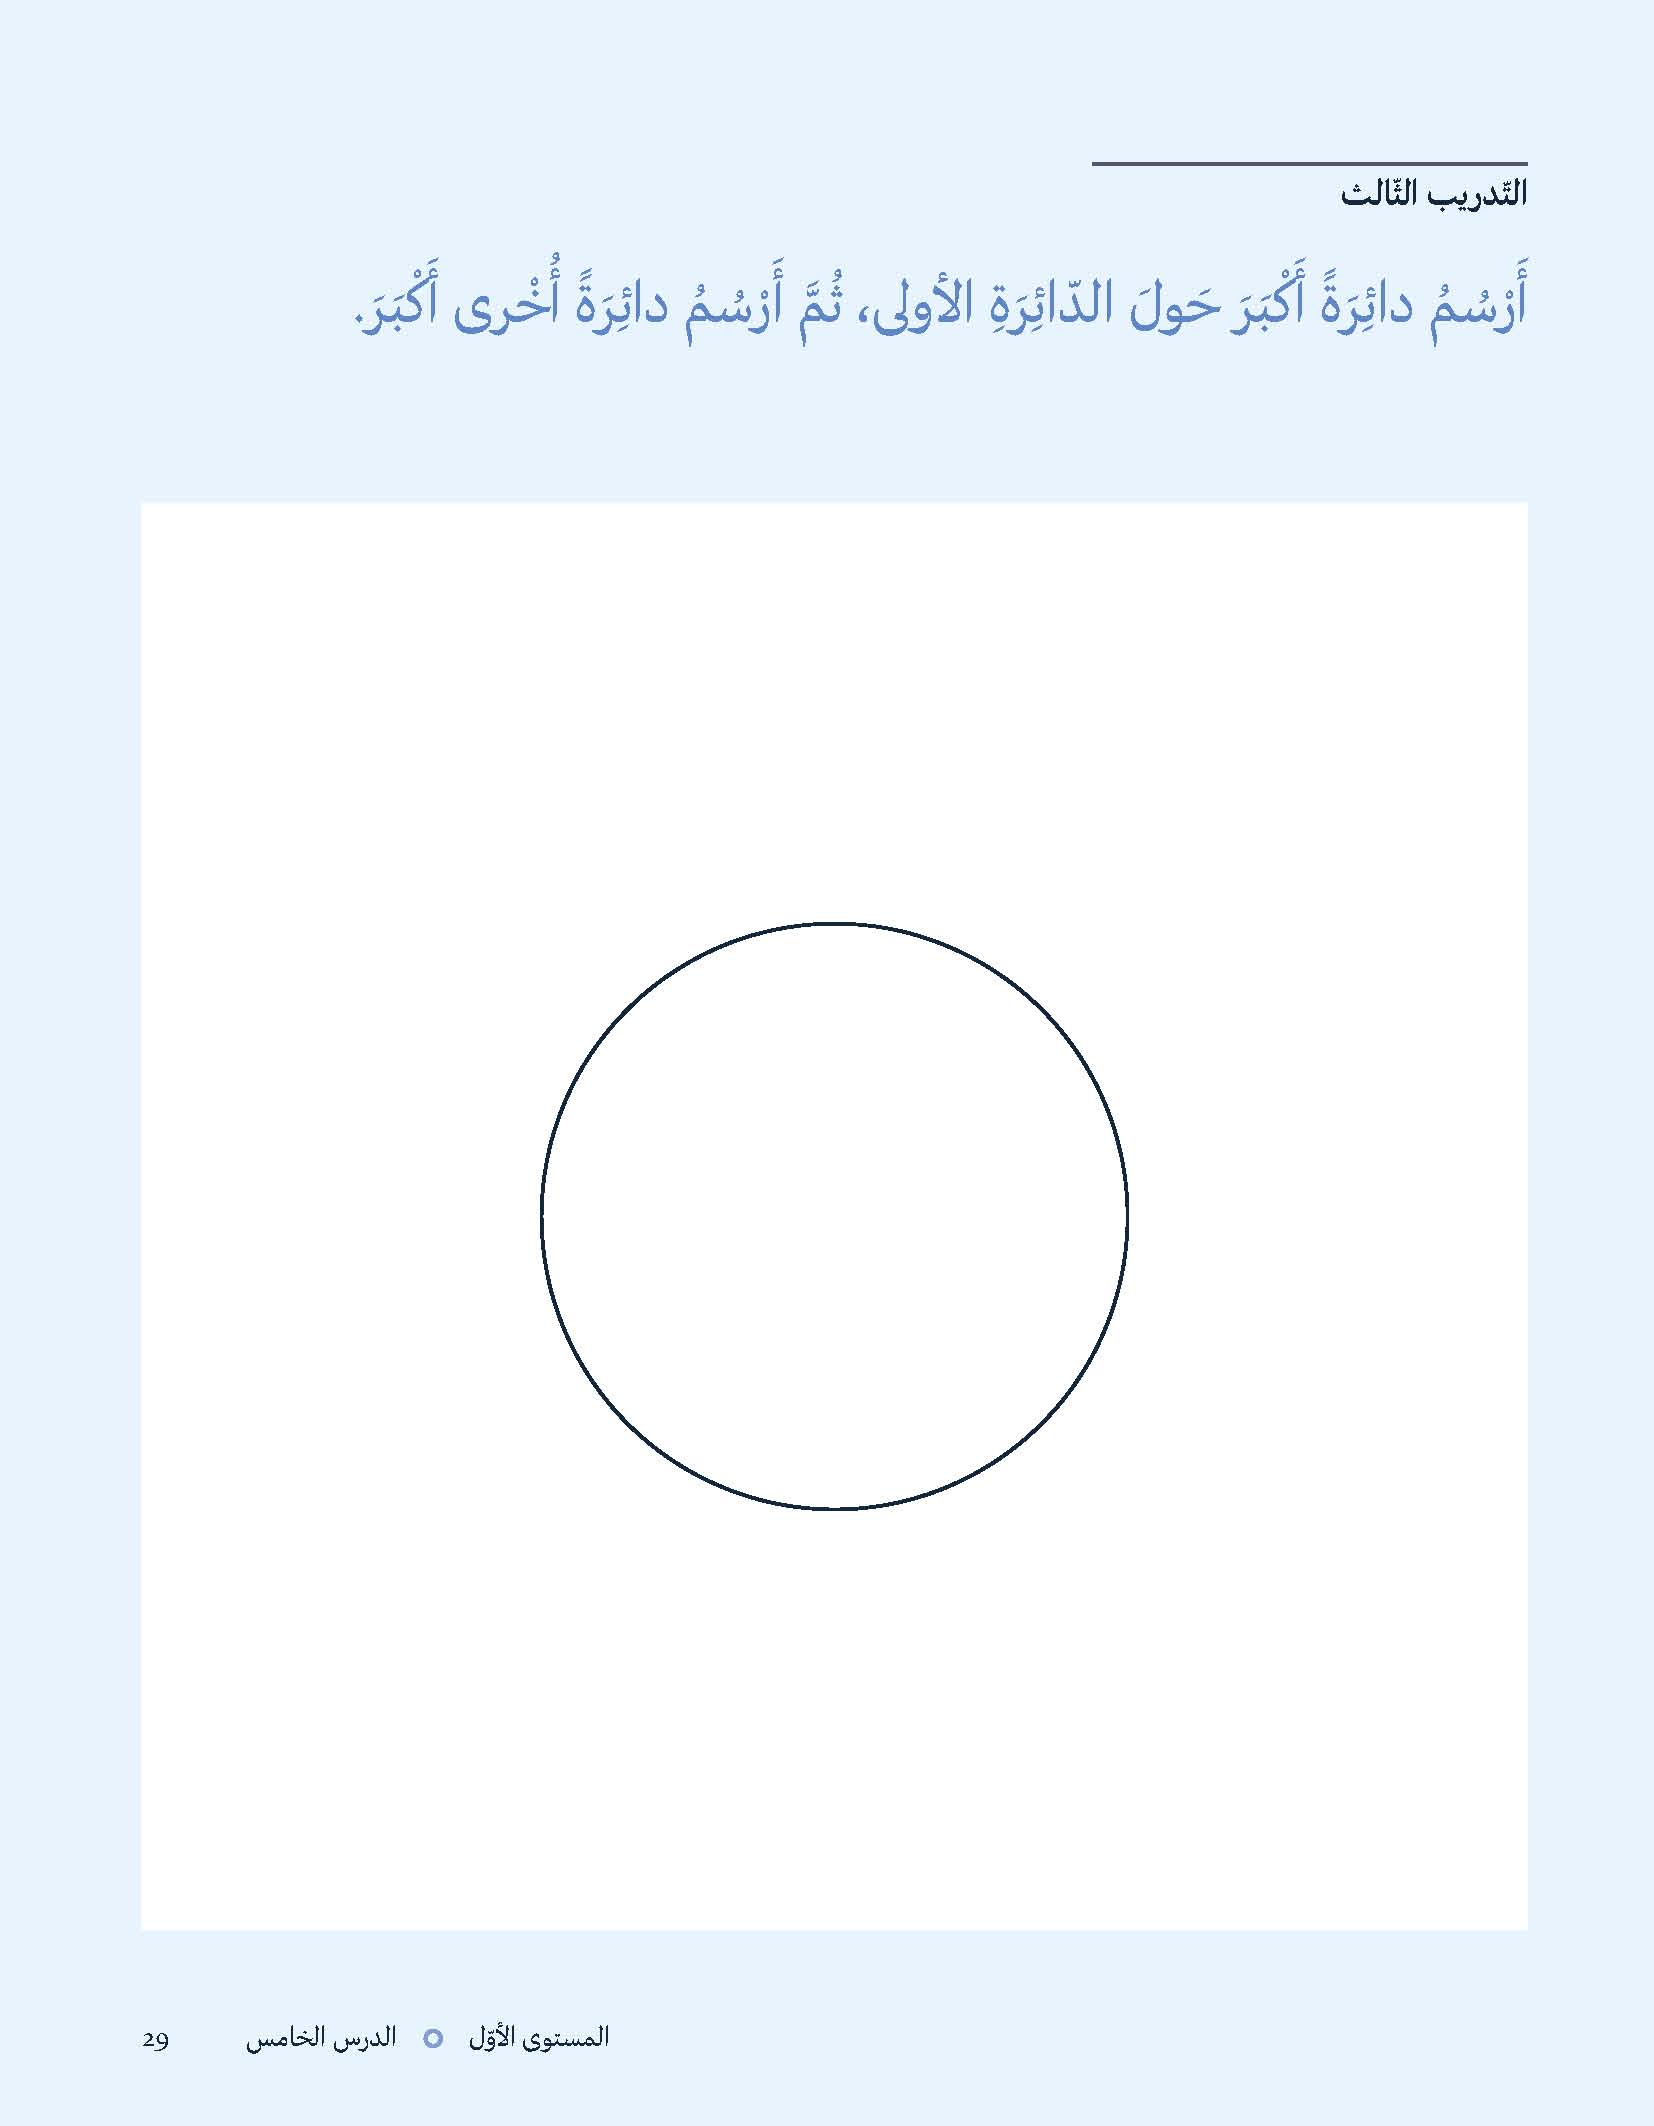 التّدريب الثّالث
أَرْسُمُ دائِرَةً أَكْبَرَ حَولَ الدّائِرَةِ الأولى، ثُمَّ أَرْسُمُ دائِرَةً أُخْرى أَكْبَرَ.
المستوى الأوّل الدرس الخامس 29